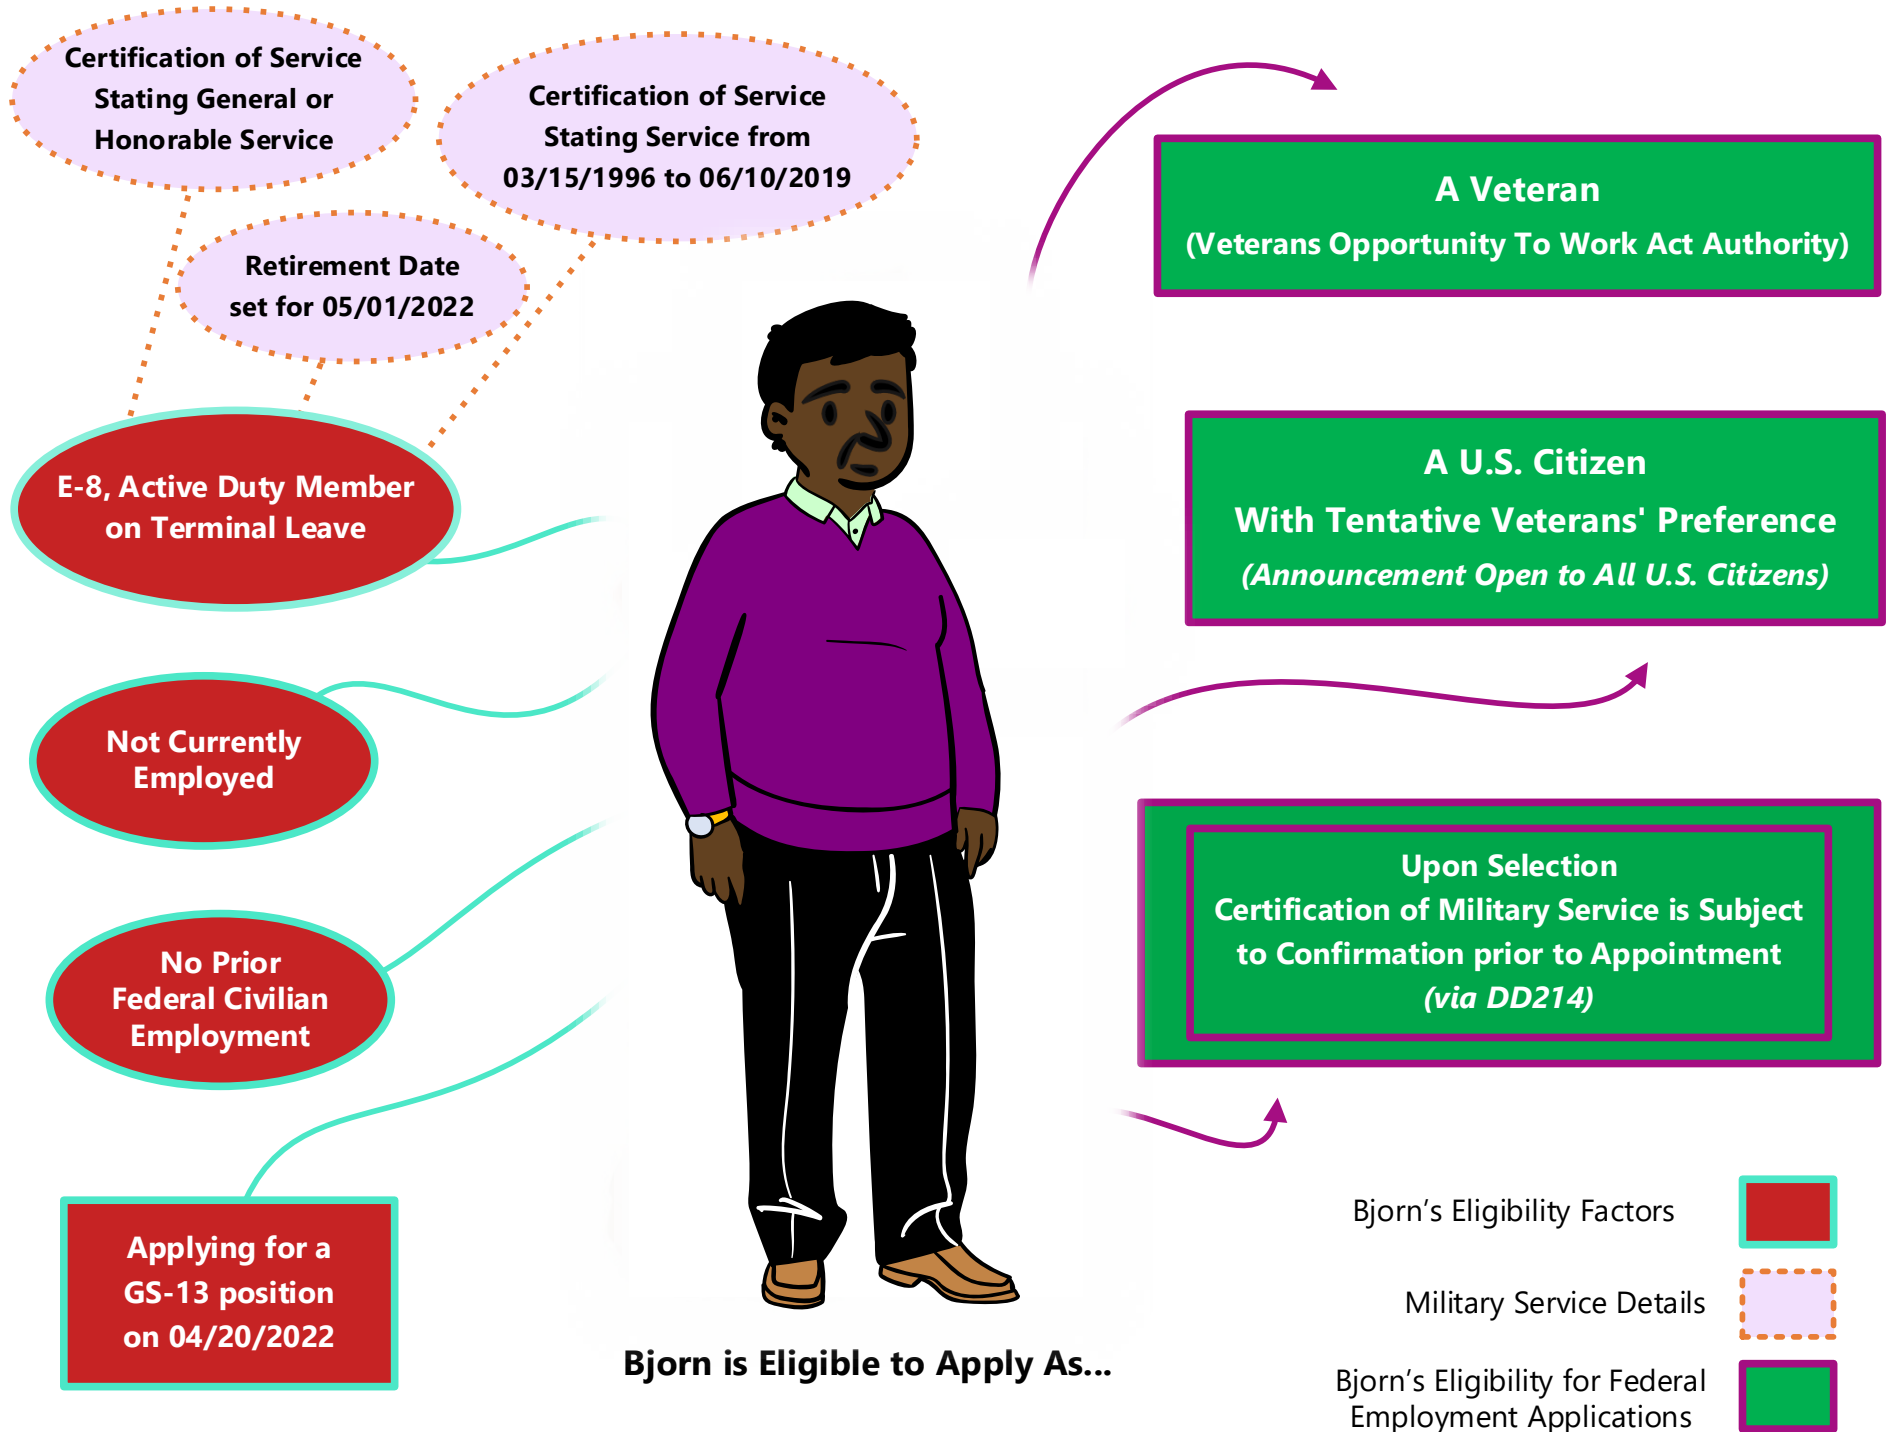 Certification of Service
Stating General or
Honorable Service
Certification of Service
Stating Service from
03/15/1996 to 06/10/2019
Retirement Date
set for 05/01/2022
E-8, Active Duty Member
on Terminal Leave
Not Currently
Employed
No Prior
Federal Civilian
Employment
Applying for a
GS-13 position
on 04/20/2022
Bjorn is Eligible to Apply As...
A Veteran
(Veterans Opportunity To Work Act Authority)
A U.S. Citizen
With Tentative Veterans' Preference
(Announcement Open to All U.S. Citizens)
Upon Selection
Certification of Military Service is Subject
to Confirmation prior to Appointment
(via DD214)
Bjorn’s Eligibility Factors
Military Service Details
Bjorn’s Eligibility for Federal
Employment Applications